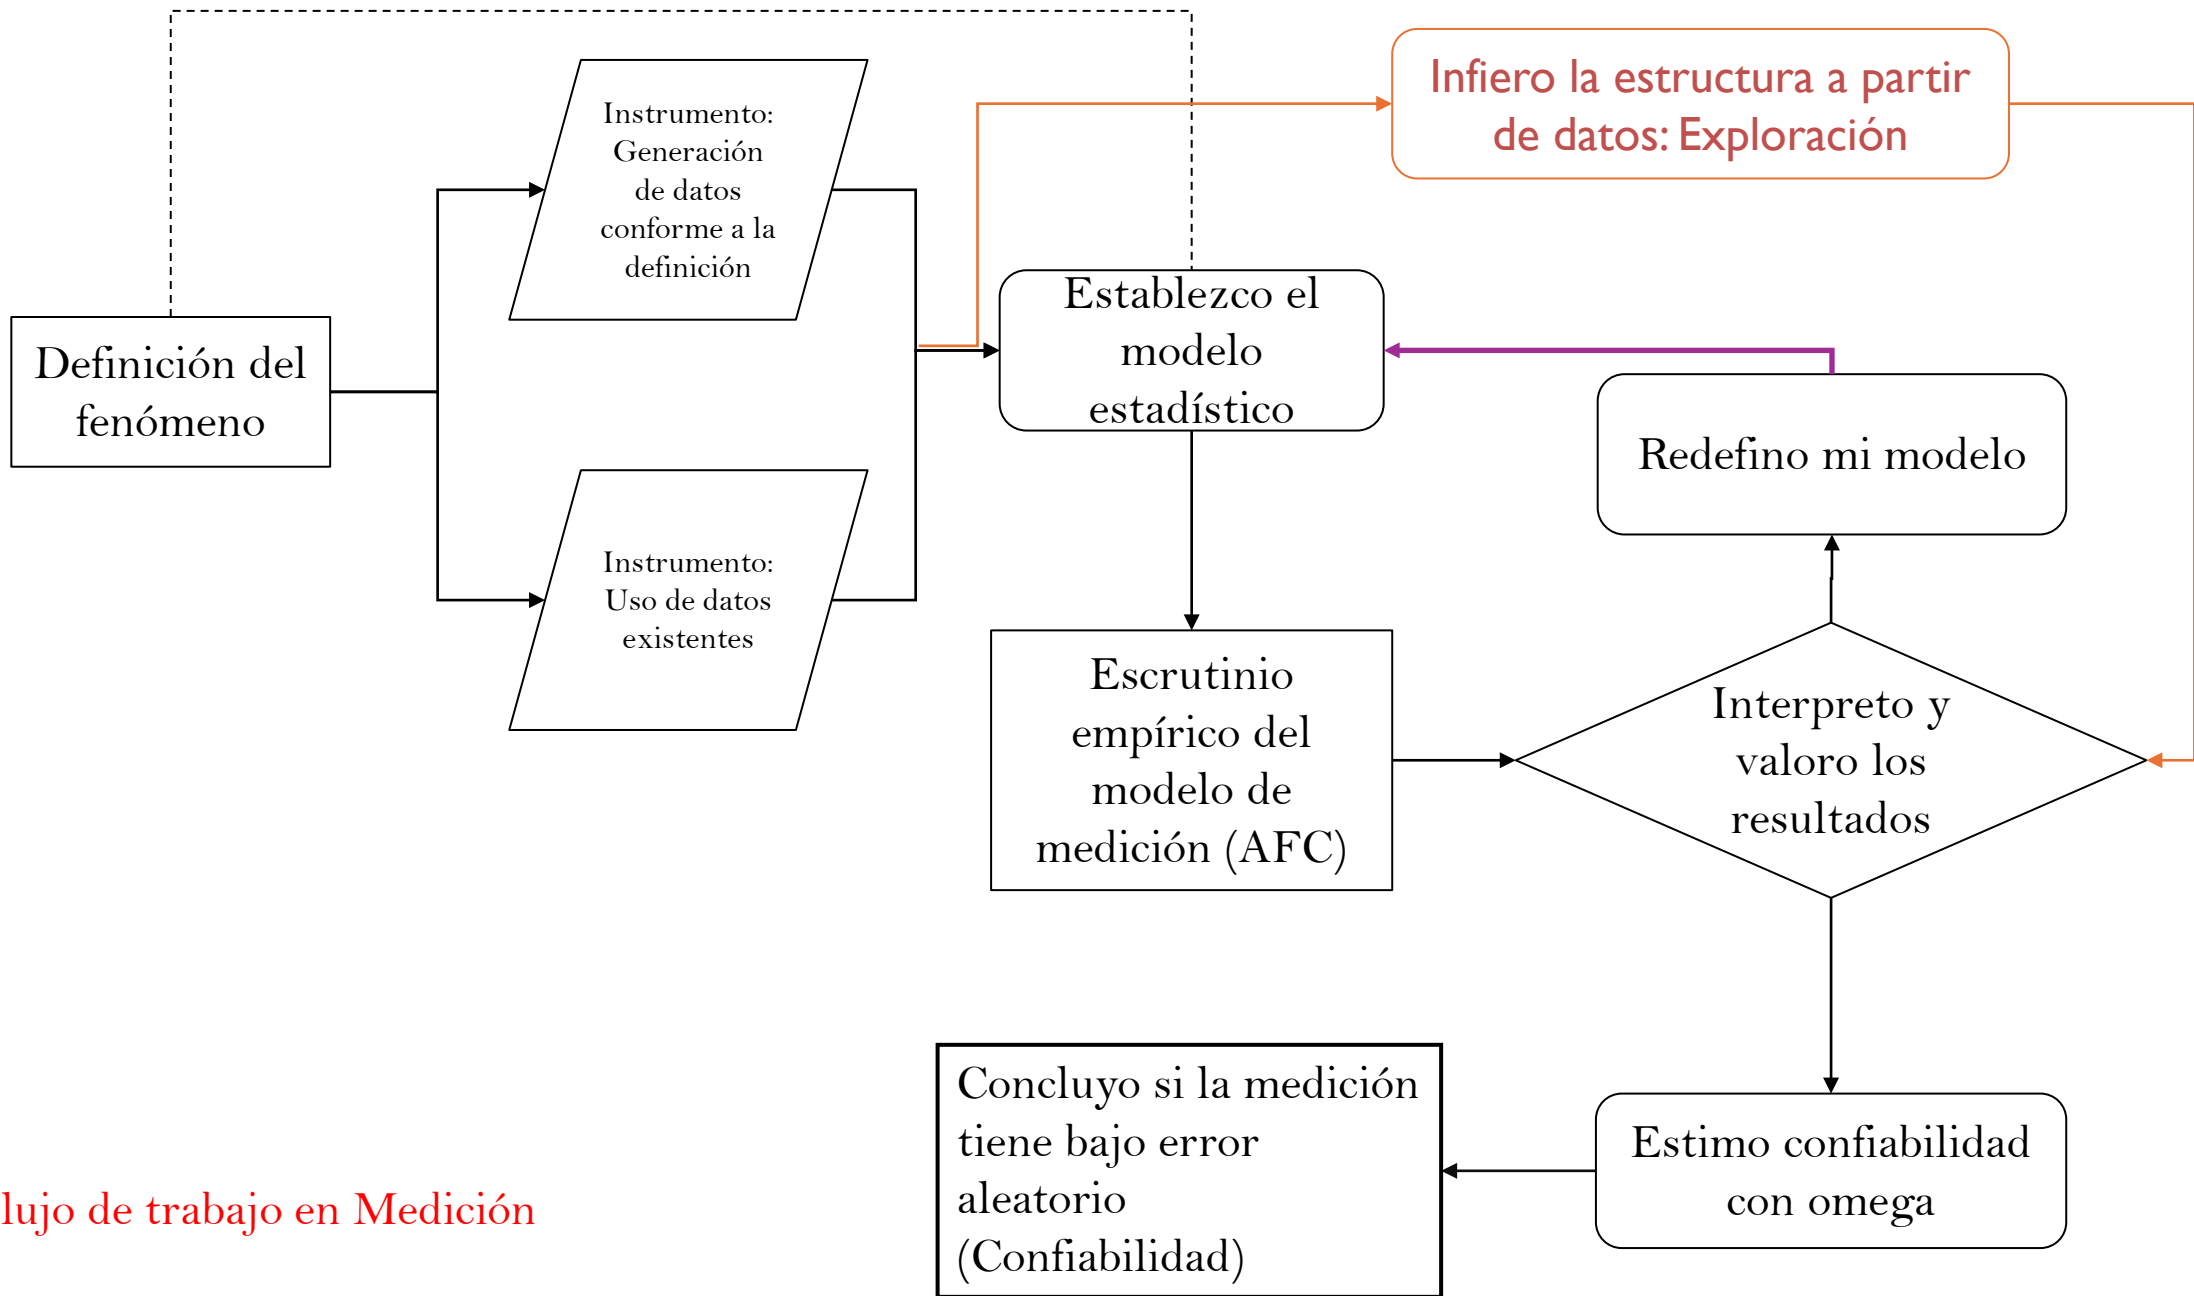 Infiero la estructura a partir
de datos: Exploración
Instrumento:
Generación
de datos
conforme a la
definición
Definición del
fenómeno
Establezco el
modelo
estadístico
Redefino mi modelo
Instrumento:
Uso de datos
existentes
Escrutinio
empírico del
modelo de
medición (AFC)
Interpreto y
valoro los
resultados
Concluyo si la medición
tiene bajo error
aleatorio
(Confiabilidad)
Estimo confiabilidad
con omega
lujo de trabajo en Medición